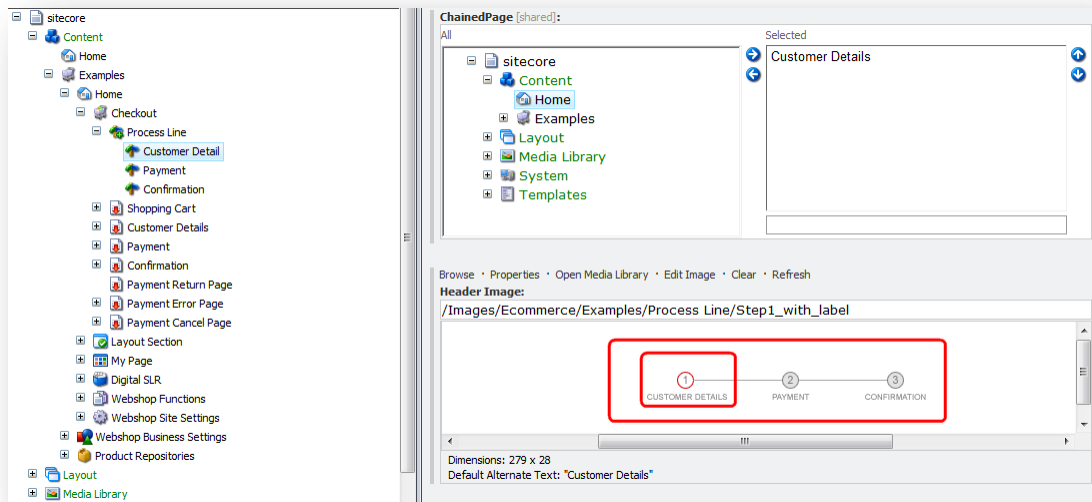 sitecore
Content
Home
Examples
Home
Checkout
Process Line
Customer Detail
Payment
Confirmation
Shopping Cart
Customer Details
Payment
Confirmation
Payment Return Page
Payment Error Page
Payment Cancel Page
Layout Section
My Page
Digital SLR
Webshop Functions
Webshop Site Settings
Webshop Business Settings
Product Repositories
Layout
Media Library
ChainedPage [shared]:
All
Selected
sitecore
Content
Home
Examples
Layout
Media Library
System
Templates
Customer Details
Browse · Properties · Open Media Library · Edit Image · Clear · Refresh
Header Image:
/Images/Ecommerce/Examples/Process Line/Step1_with_label
1 2 3
CUSTOMER DETAILS PAYMENT CONFIRMATION
Dimensions: 279 x 28
Default Alternate Text: "Customer Details"